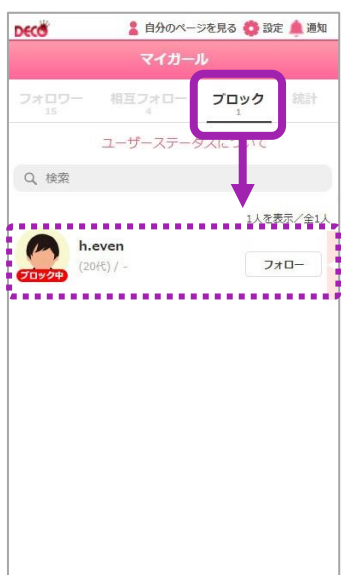 DECO 自分のページを見る 設定 通知
マイガール
フォロワー 相互フォロー ブロック 統計
15 4 1
ユーザーステータスについて
検索
1人を表示／全1人
h.even
(20代) / -
フォロー
ブロック中